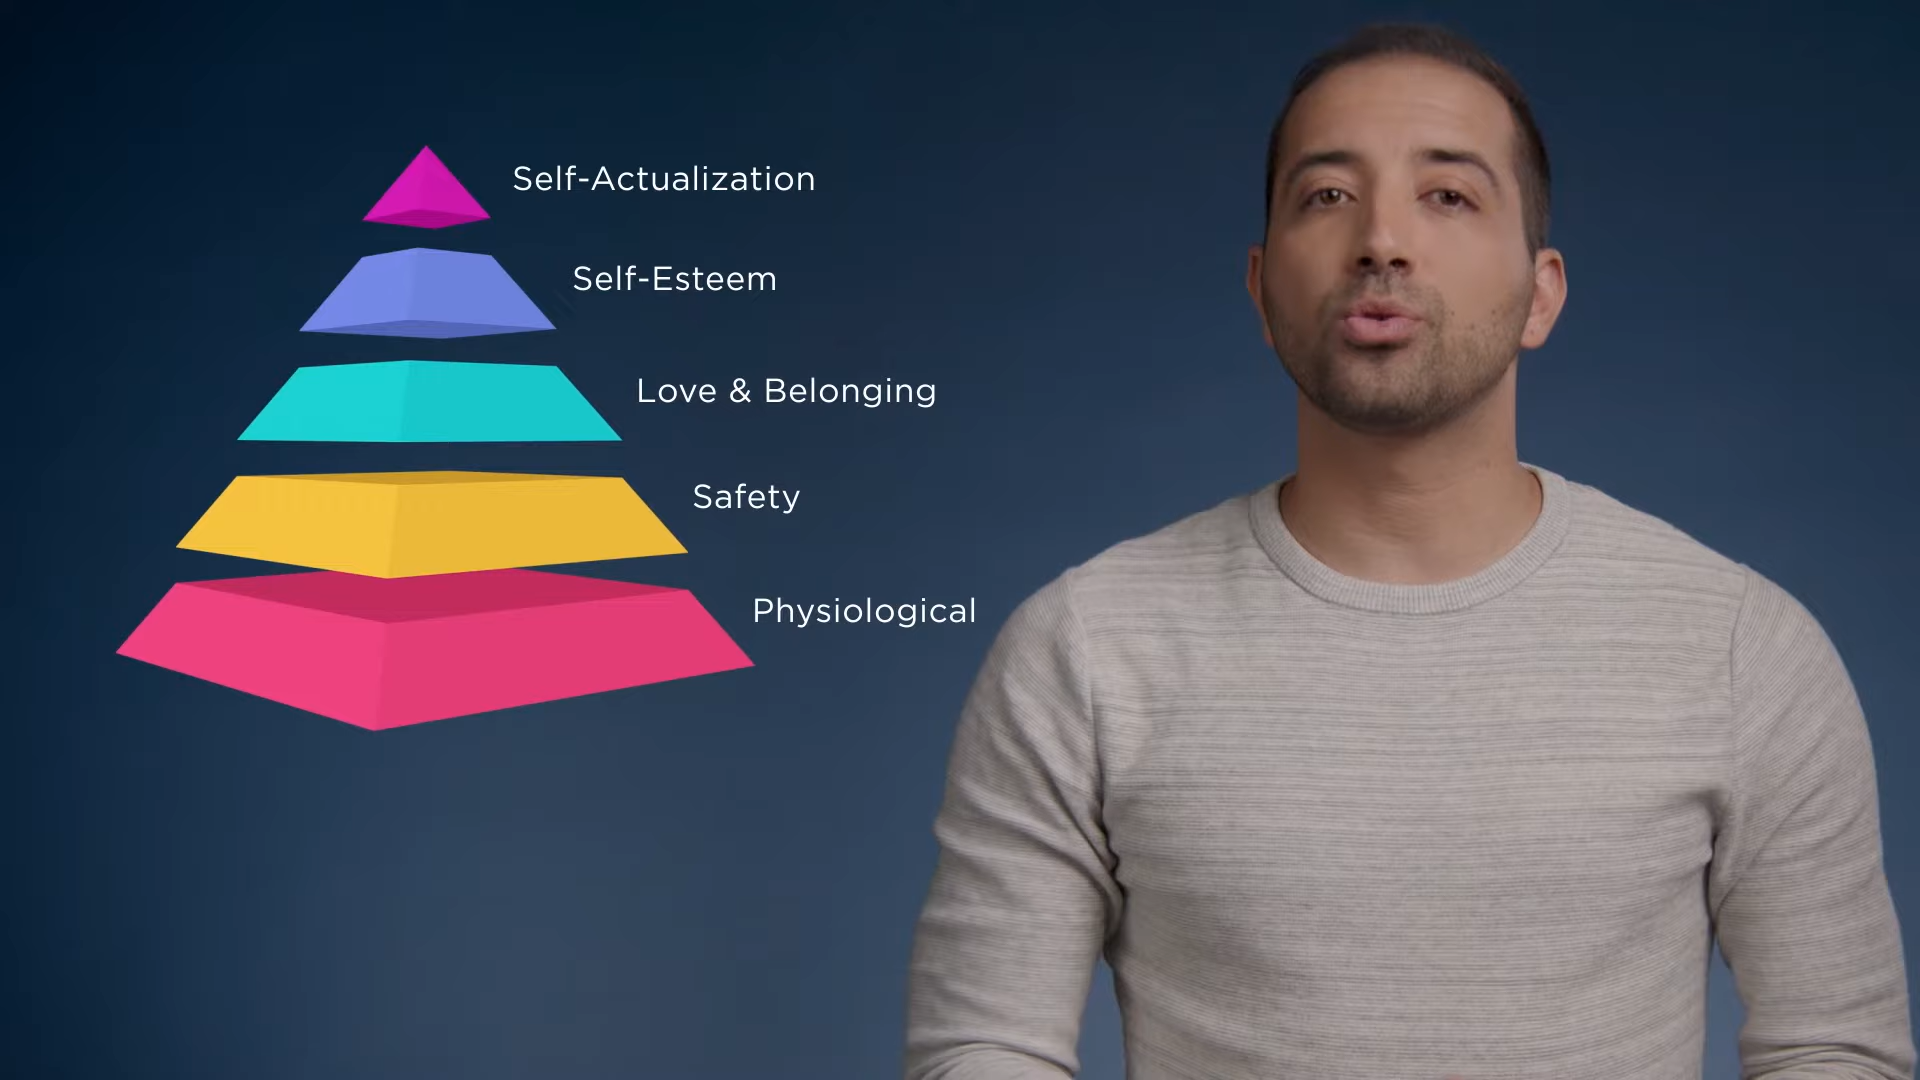 Self-Actualization
Self-Esteem
Love & Belonging
Safety
Physiological